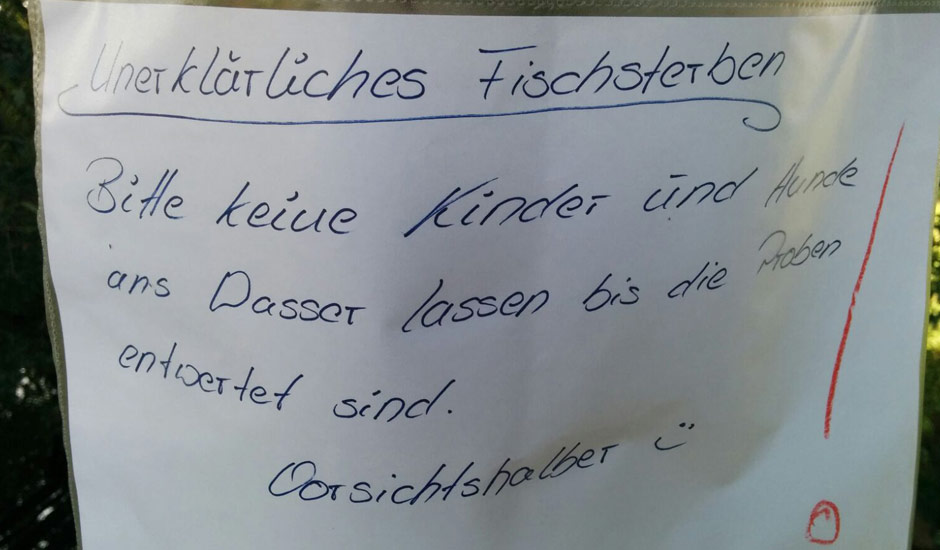 Unerklärliches Fischsterben
Bitte keine Kinder und Hunde
ans Wasser lassen bis die Proben
entwertet sind.
Vorsichtshalber ü
!